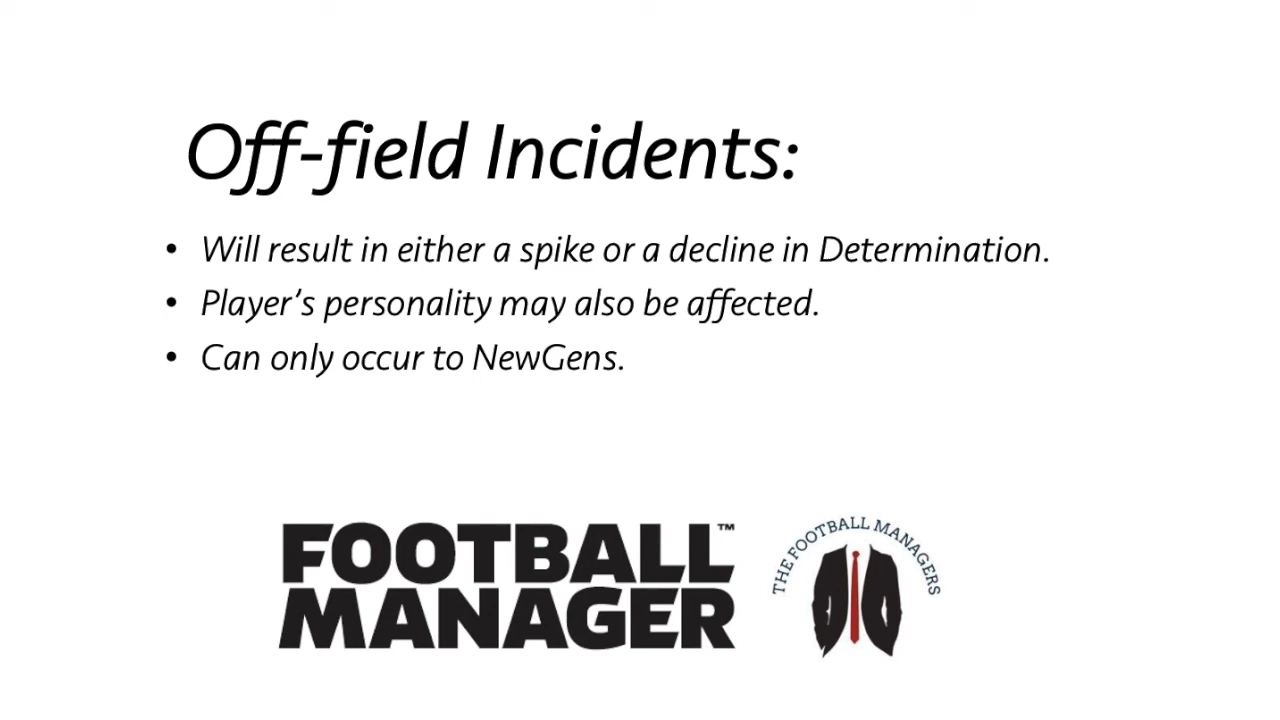 Off-field Incidents:
• Will result in either a spike or a decline in Determination.
• Player’s personality may also be affected.
• Can only occur to NewGens.
FOOTBALL™
MANAGER
THE FOOTBALL MANAGERS